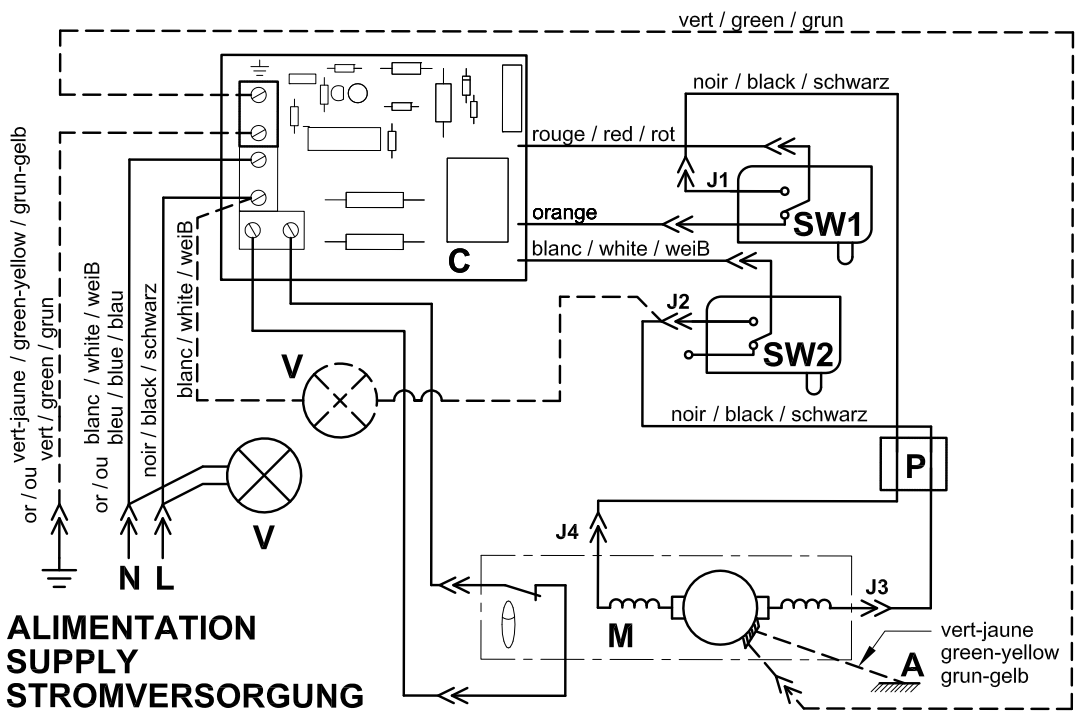 vert / green / grun
noir / black / schwarz
rouge / red / rot
J1
orange
SW1
C
blanc / white / weiB
J2
SW2
noir / black / schwarz
P
or / ou vert-jaune / green-yellow / grun-gelb
vert / green / grun
or / ou blanc / white / weiB
bleu / blue / blau
noir / black / schwarz
blanc / white / weiB
V
V
N L
J4
J3
M
A
vert-jaune
green-yellow
grun-gelb
ALIMENTATION
SUPPLY
STROMVERSORGUNG